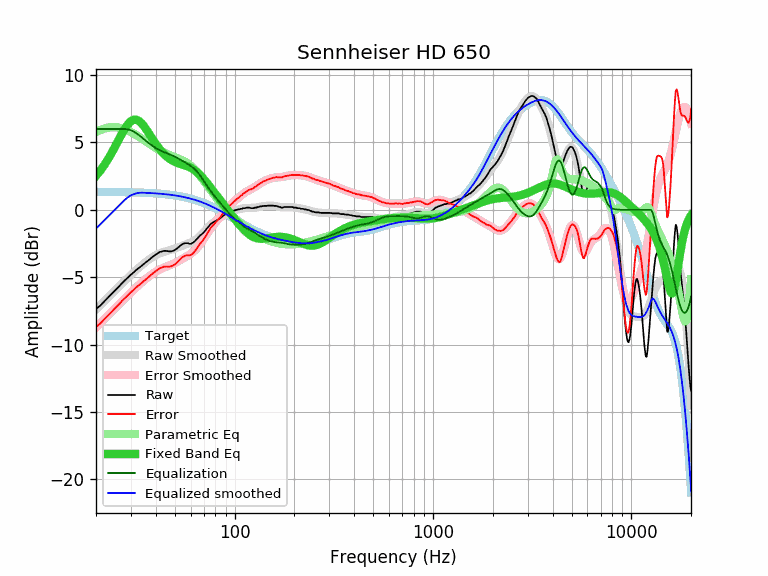 Sennheiser HD 650
Amplitude (dBr)
10
5
0
−5
−10
−15
−20
Target
Raw Smoothed
Error Smoothed
Raw
Error
Parametric Eq
Fixed Band Eq
Equalization
Equalized smoothed
100
1000
10000
Frequency (Hz)